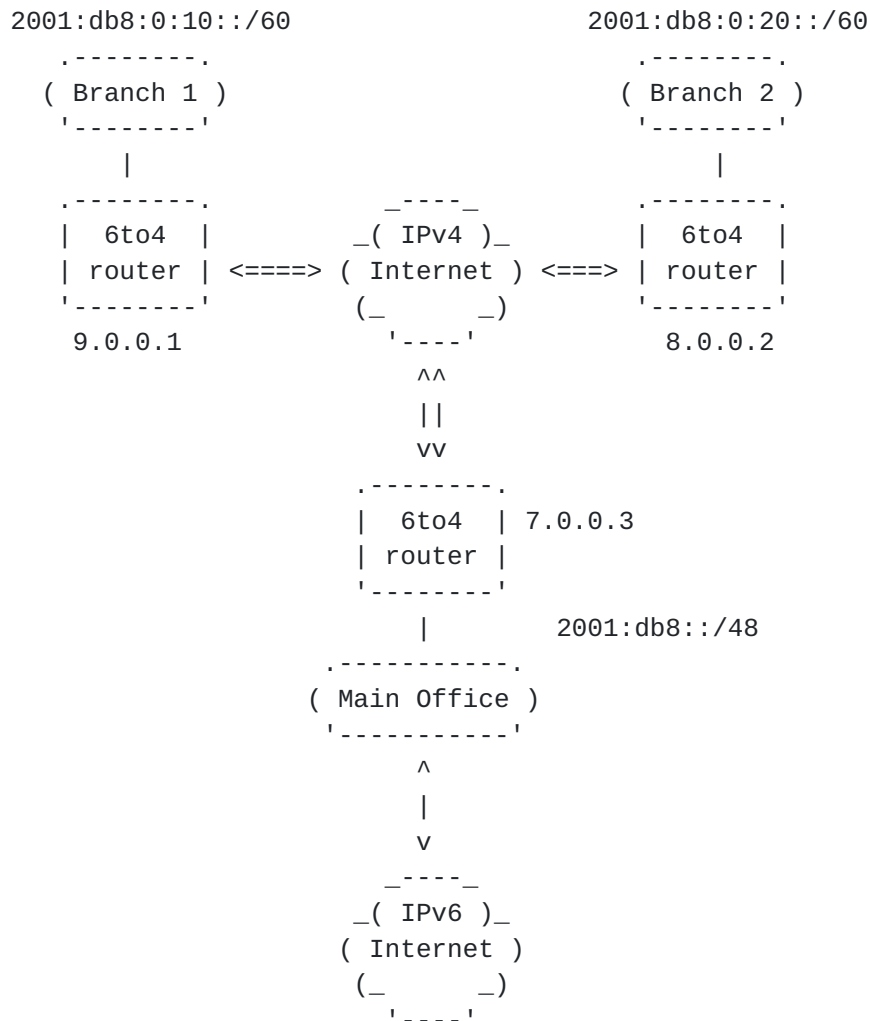 2001:db8:0:10::/60                   2001:db8:0:20::/60
   .--------.                           .--------.
  ( Branch 1 )                         ( Branch 2 )
   '--------'                           '--------'
       |                                     |
   .--------.           _----_          .--------.
   |  6to4  |         _( IPv4 )_        |  6to4  |
   | router | <====> ( Internet ) <===> | router |
   '--------'         (_      _)        '--------'
    9.0.0.1             '----'            8.0.0.2
                          ^^
                          ||
                          vv
                      .--------.
                      |  6to4  | 7.0.0.3
                      | router |
                      '--------'
                          |        2001:db8::/48
                    .-----------.
                   ( Main Office )
                    '-----------'
                          ^
                          |
                          v
                        _----_
                      _( IPv6 )_
                     ( Internet )
                      (_      _)
                        '----'